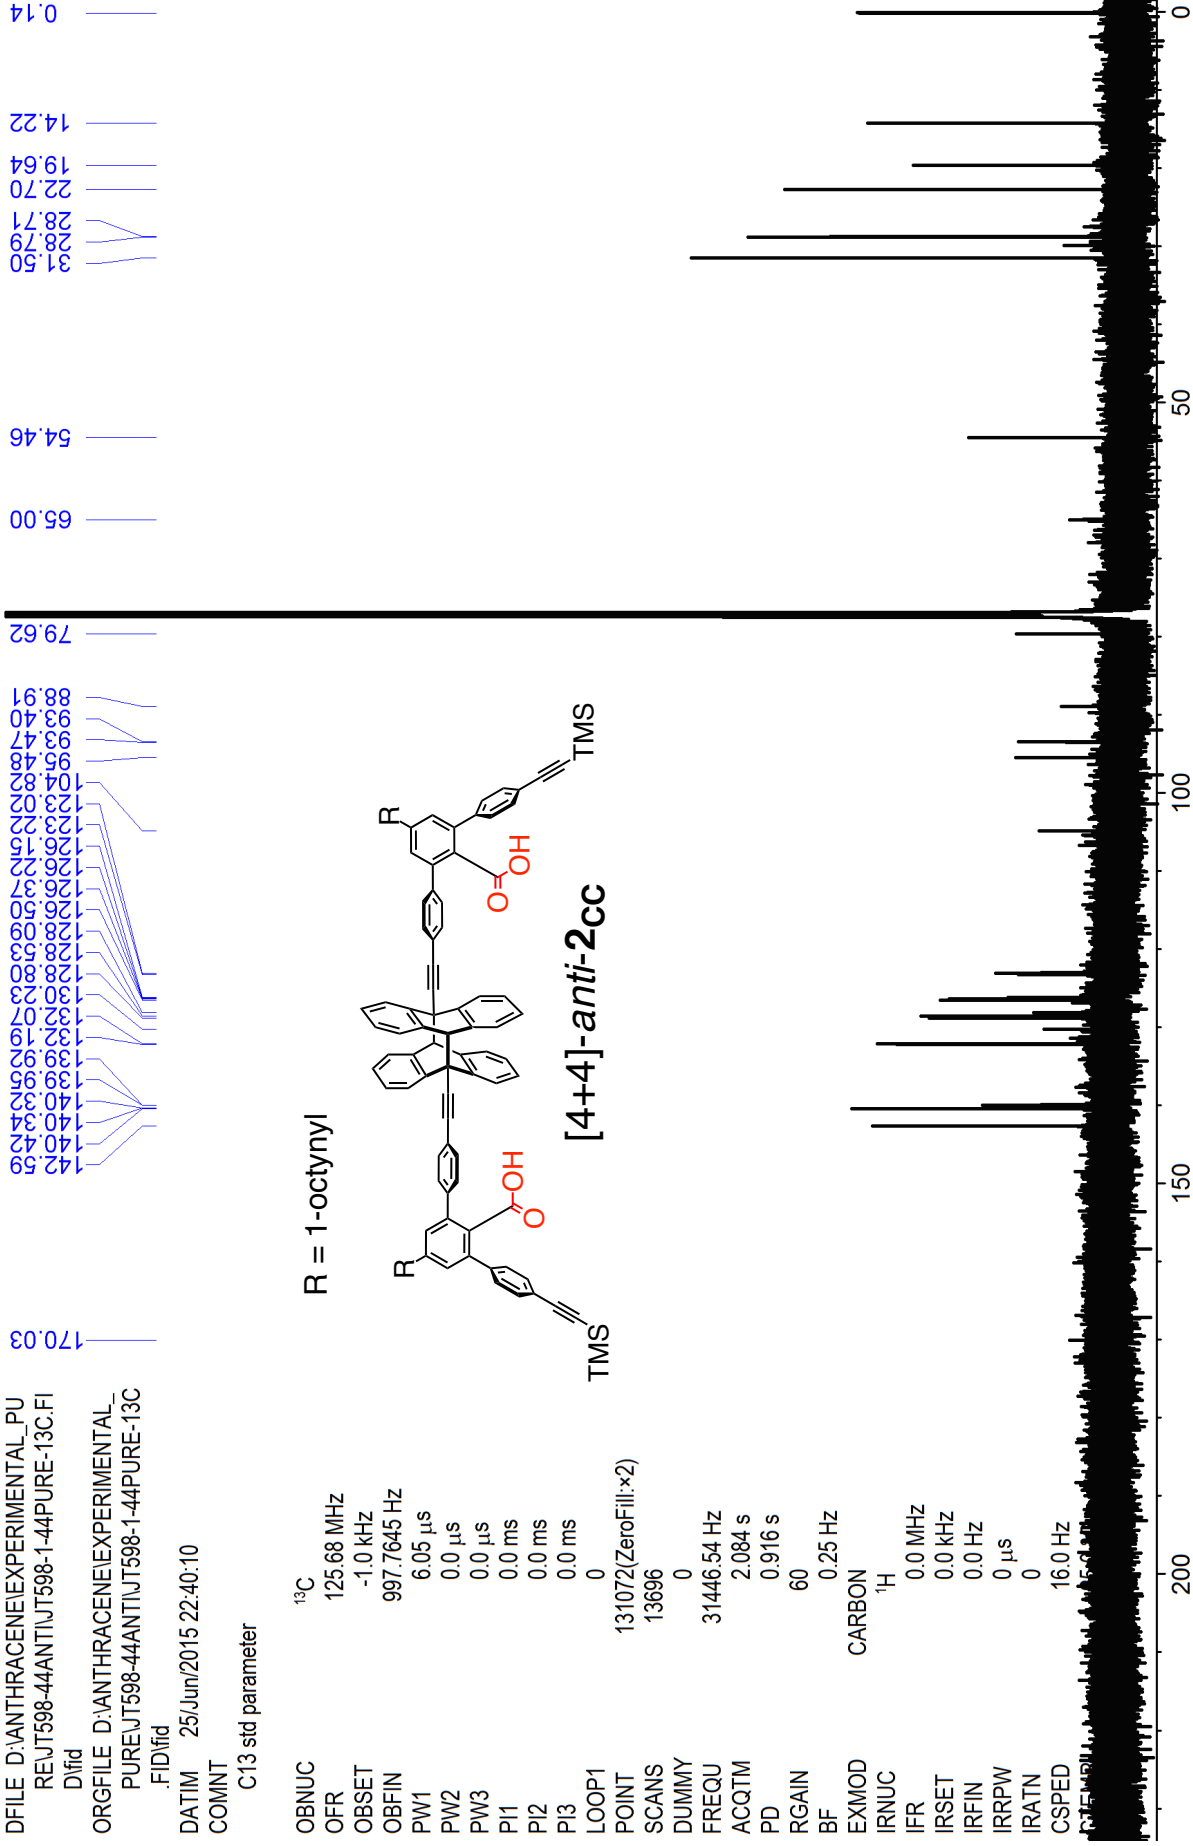 DFILE D:\ANTHRACENE\EXPERIMENTAL_PU
RE\JT598-44ANTI\JT598-1-44PURE-13C.FI
D\fid
ORGFILE D:\ANTHRACENE\EXPERIMENTAL_
PURE\JT598-44ANTI\JT598-1-44PURE-13C
.FID\fid
DATIM 25/Jun/2015 22:40:10
COMNT
C13 std parameter
OBNUC ¹³C
OFR 125.68 MHz
OBSET -1.0 kHz
OBFIN 997.7645 Hz
PW1 6.05 μs
PW2 0.0 μs
PW3 0.0 μs
PI1 0.0 ms
PI2 0.0 ms
PI3 0.0 ms
LOOP1 0
POINT 131072(ZeroFill:×2)
SCANS 13696
DUMMY 0
FREQU 31446.54 Hz
ACQTM 2.084 s
PD 0.916 s
RGAIN 60
BF 0.25 Hz
EXMOD CARBON
IRNUC ¹H
IFR 0.0 MHz
IRSET 0.0 kHz
IRFIN 0.0 Hz
IRRPW 0 μs
IRATN 0
CSPED 16.0 Hz
170.03
142.59
140.42
140.34
140.32
139.95
139.92
132.19
132.07
130.23
128.80
128.53
128.09
126.50
126.37
126.22
126.15
123.22
123.02
104.82
95.48
93.47
93.40
88.91
79.62
65.00
54.46
31.50
28.79
28.71
22.70
19.64
14.22
0.14
R = 1-octynyl
R
R
O
OH
O
OH
TMS
TMS
[4+4]-anti-2cc
200
150
100
50
0